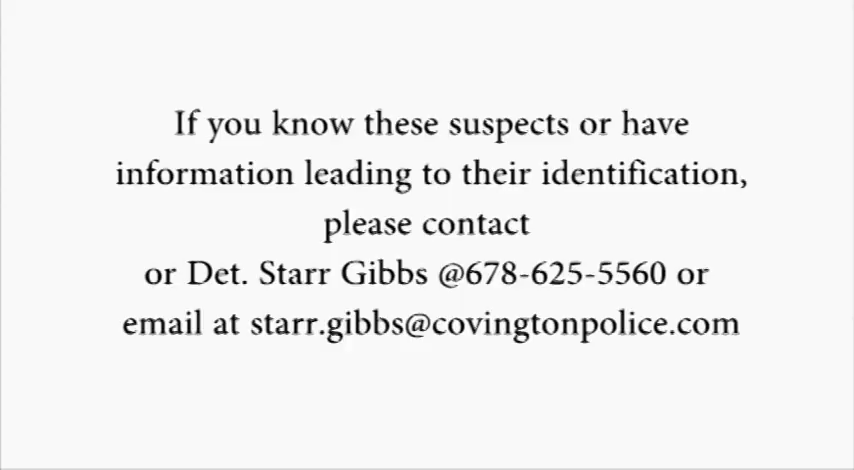 If you know these suspects or have
information leading to their identification,
please contact
or Det. Starr Gibbs @678-625-5560 or
email at starr.gibbs@covingtonpolice.com